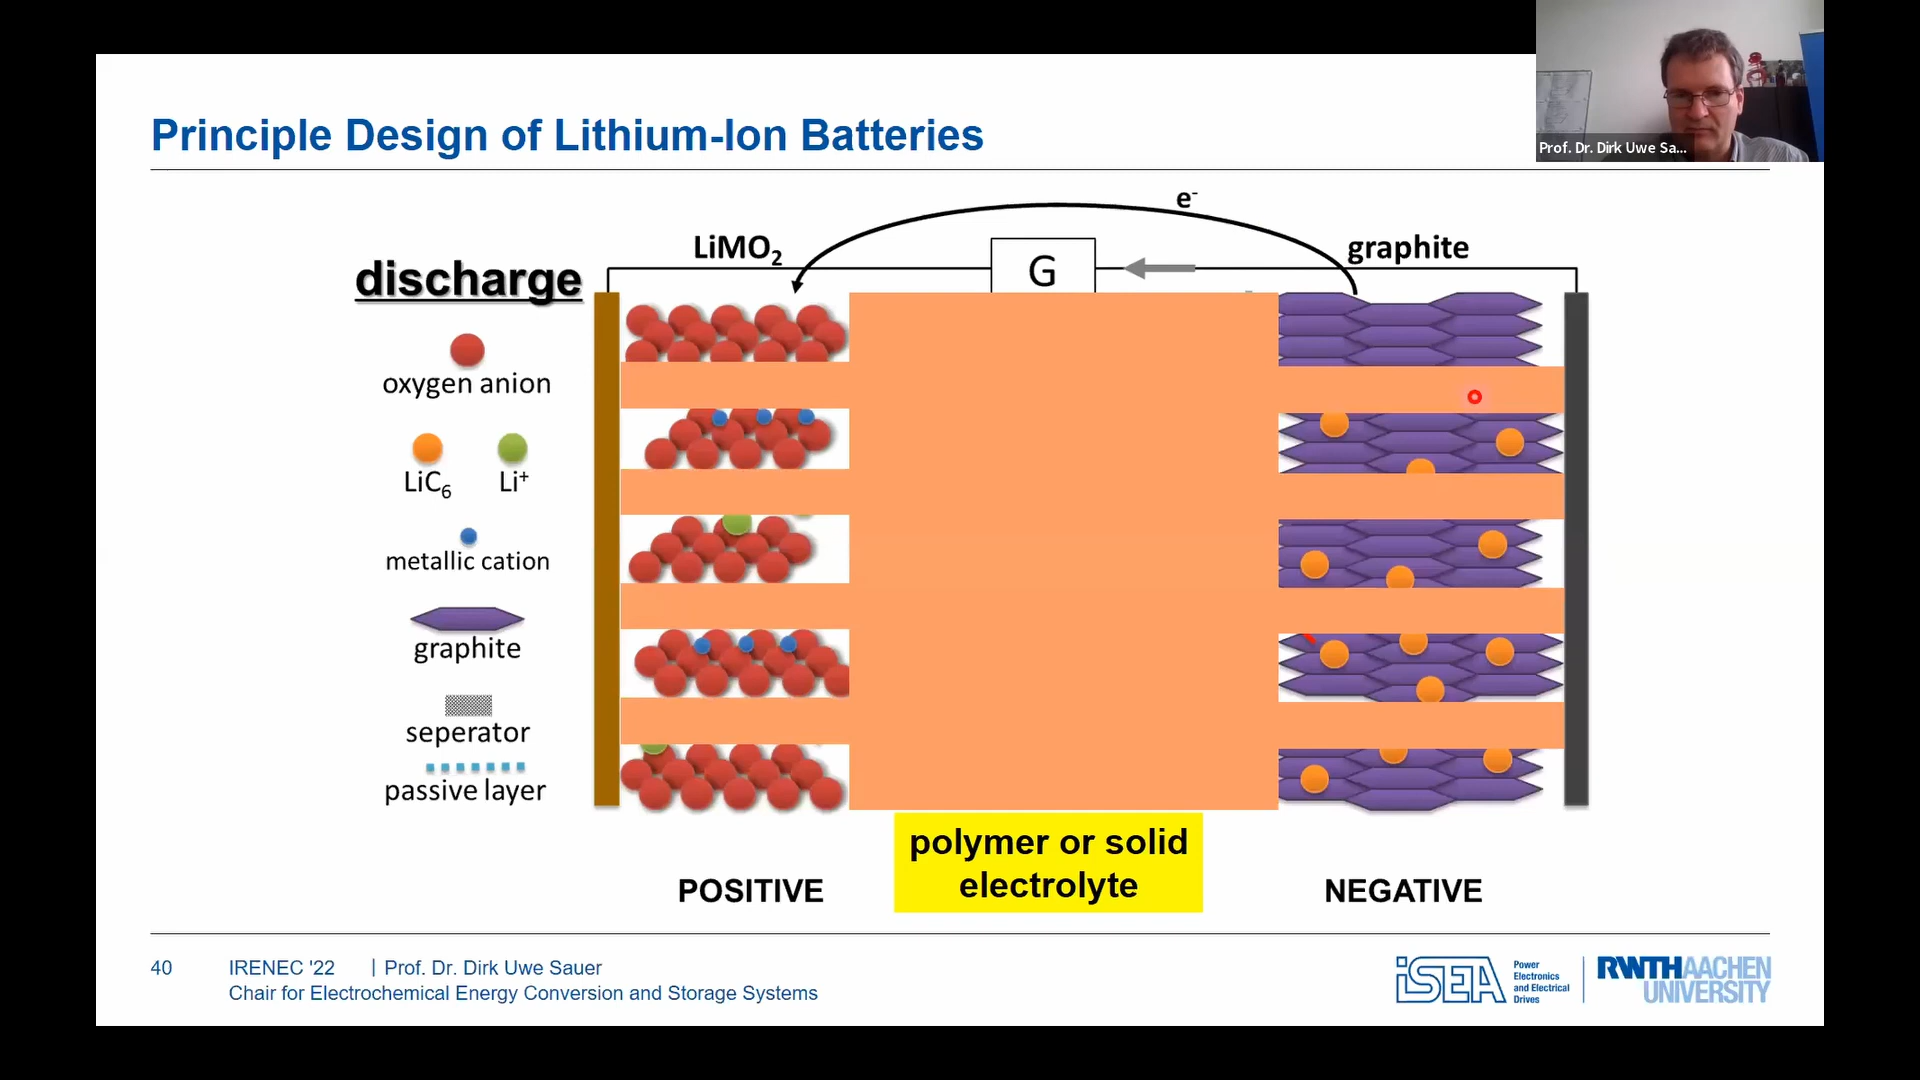 Prof. Dr. Dirk Uwe Sa...
Principle Design of Lithium-Ion Batteries
e-
LiMO2
graphite
G
discharge
oxygen anion
LiC6
Li+
metallic cation
graphite
seperator
passive layer
polymer or solid
electrolyte
POSITIVE
NEGATIVE
40
IRENEC '22 | Prof. Dr. Dirk Uwe Sauer
Chair for Electrochemical Energy Conversion and Storage Systems
iSEA
Power
Electronics
and Electrical
Drives
RWTH AACHEN
UNIVERSITY